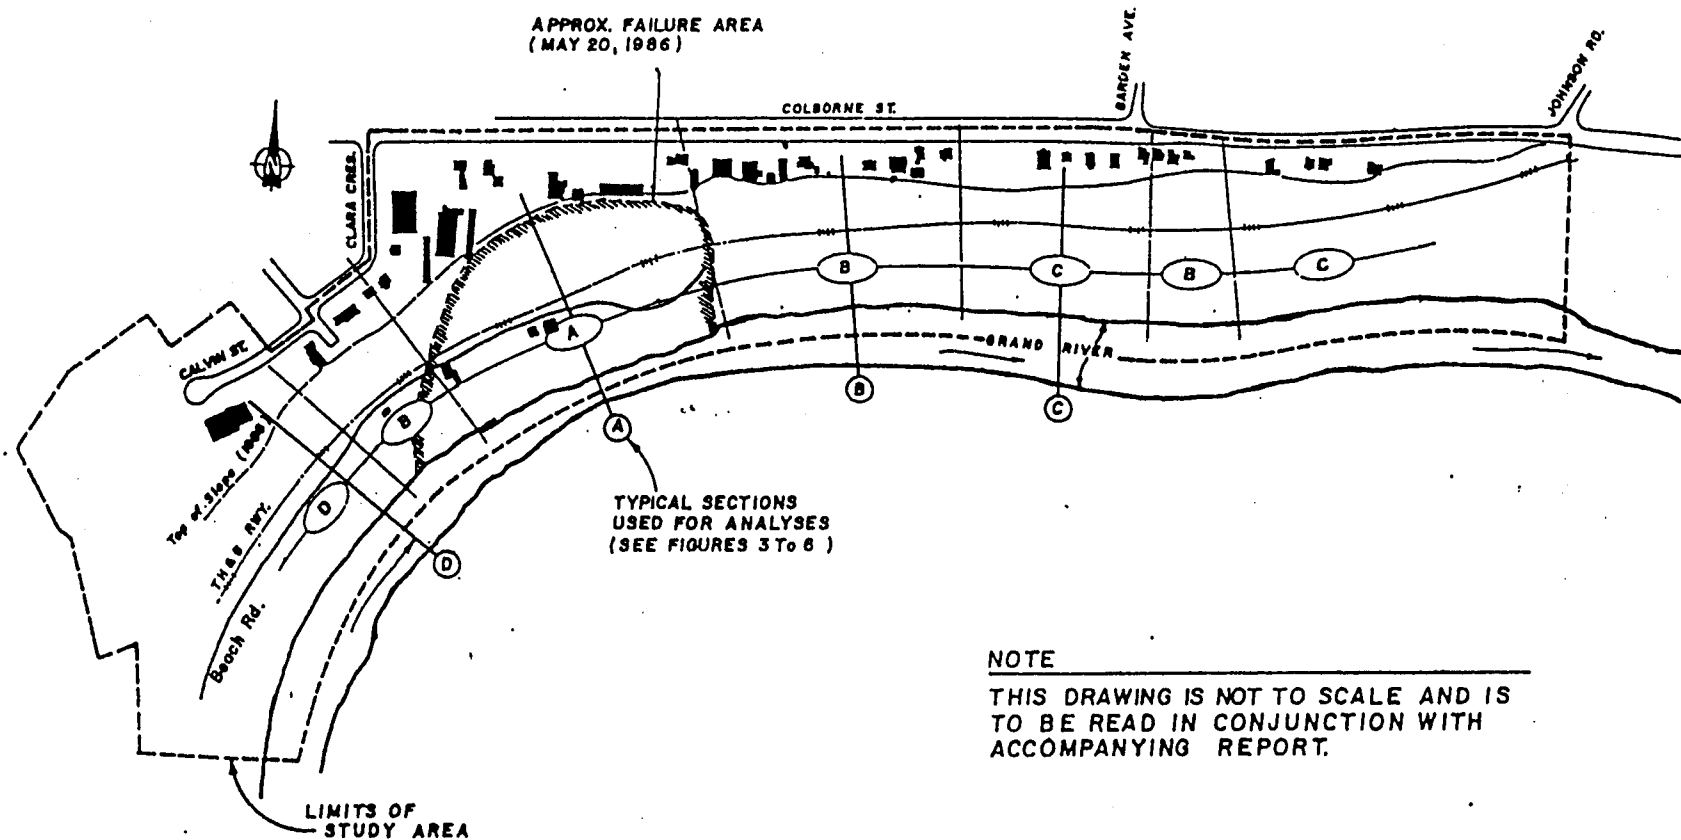 APPROX. FAILURE AREA
(MAY 20, 1986)
COLBORNE ST.
GARDEN AVE.
JOHNSON RD.
CLARA CRES.
N
CALVIN ST.
A
B
C
B
C
B
D
GRAND RIVER
A
B
C
D
Top of Slope
TH&B RWY.
Beach Rd.
TYPICAL SECTIONS
USED FOR ANALYSES
(SEE FIGURES 3 To 6)
NOTE
THIS DRAWING IS NOT TO SCALE AND IS
TO BE READ IN CONJUNCTION WITH
ACCOMPANYING REPORT.
LIMITS OF
STUDY AREA